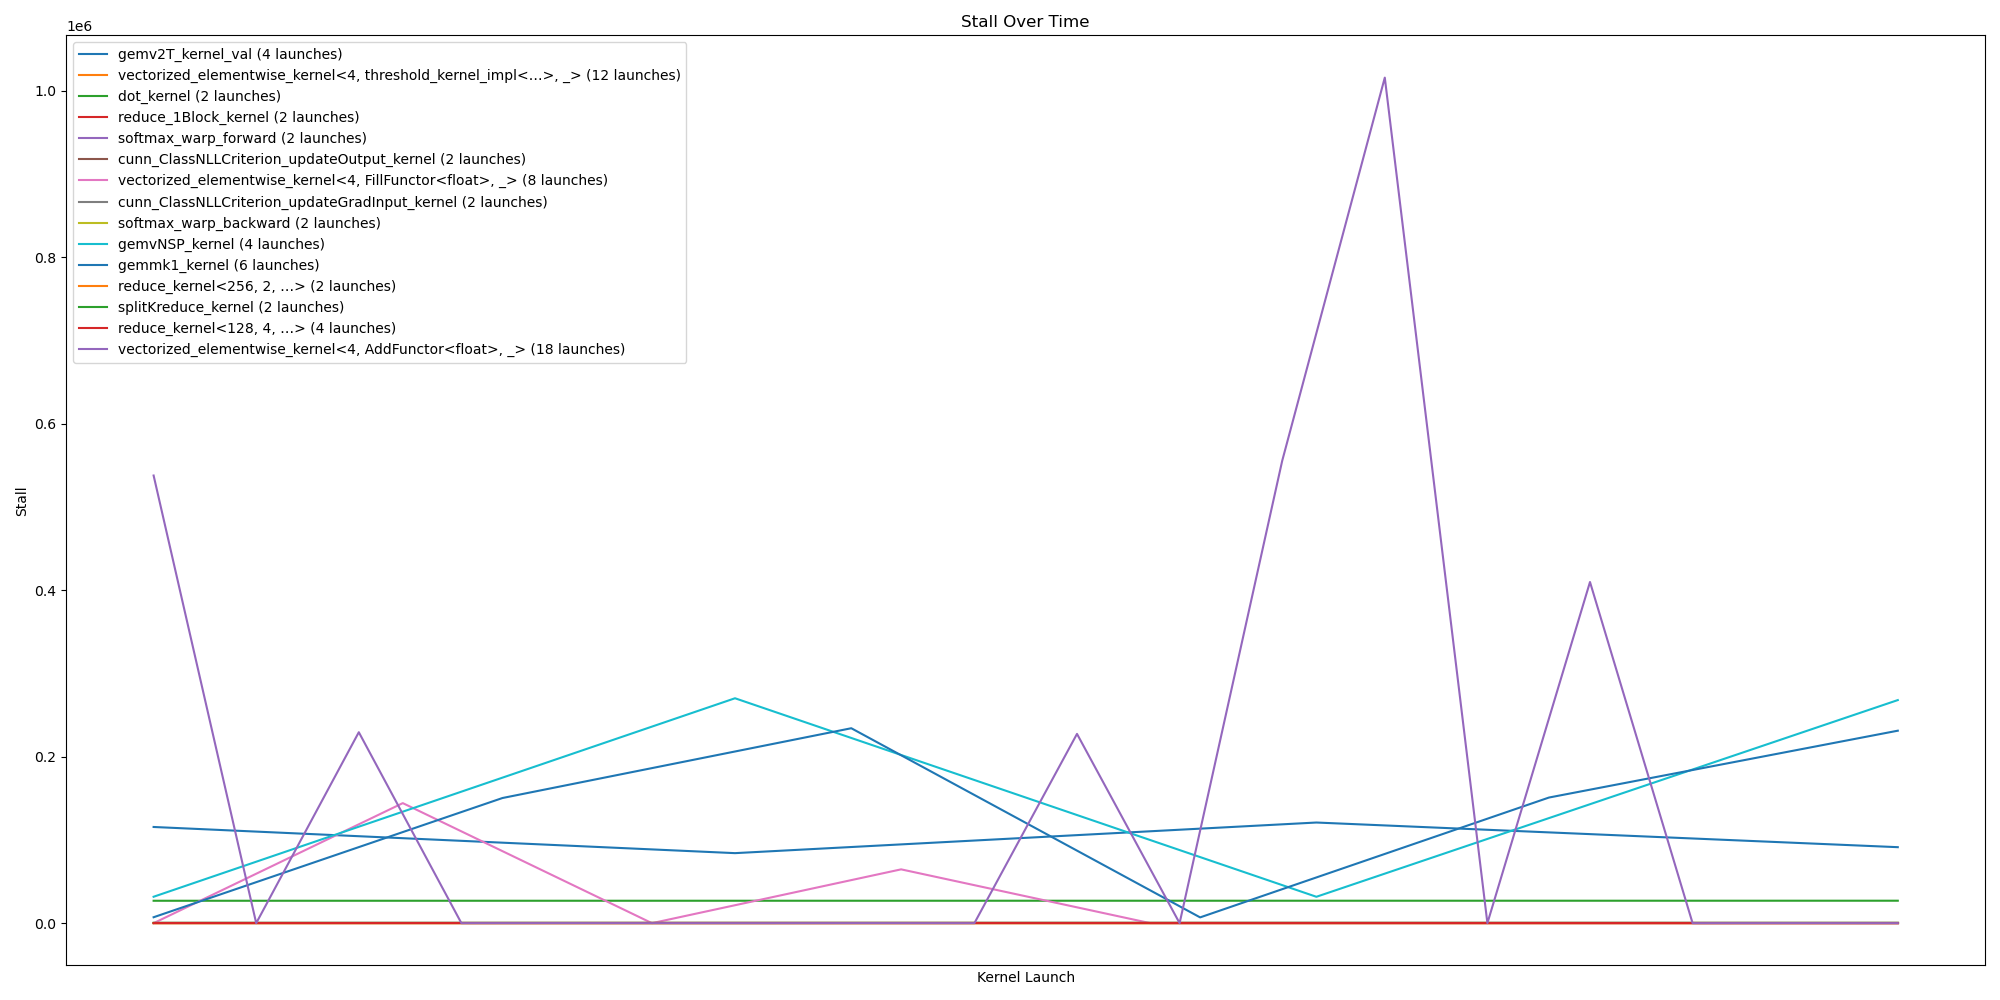 Stall Over Time
1e6
gemv2T_kernel_val (4 launches)
vectorized_elementwise_kernel<4, threshold_kernel_impl<...>, _> (12 launches)
dot_kernel (2 launches)
reduce_1Block_kernel (2 launches)
softmax_warp_forward (2 launches)
cunn_ClassNLLCriterion_updateOutput_kernel (2 launches)
vectorized_elementwise_kernel<4, FillFunctor<float>, _> (8 launches)
cunn_ClassNLLCriterion_updateGradInput_kernel (2 launches)
softmax_warp_backward (2 launches)
gemvNSP_kernel (4 launches)
gemmk1_kernel (6 launches)
reduce_kernel<256, 2, ...> (2 launches)
splitKreduce_kernel (2 launches)
reduce_kernel<128, 4, ...> (4 launches)
vectorized_elementwise_kernel<4, AddFunctor<float>, _> (18 launches)
1.0
0.8
0.6
0.4
0.2
0.0
Stall
Kernel Launch